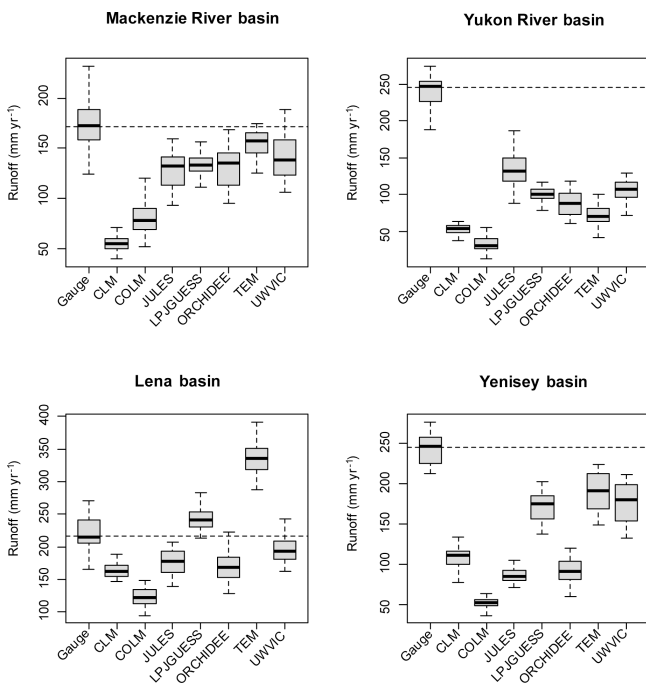 Mackenzie River basin
Runoff (mm yr⁻¹)
200
150
100
50
Gauge
CLM
COLM
JULES
LPJGUESS
ORCHIDEE
TEM
UWVIC
Yukon River basin
Runoff (mm yr⁻¹)
250
200
150
100
50
Gauge
CLM
COLM
JULES
LPJGUESS
ORCHIDEE
TEM
UWVIC
Lena basin
Runoff (mm yr⁻¹)
400
350
300
250
200
150
100
Gauge
CLM
COLM
JULES
LPJGUESS
ORCHIDEE
TEM
UWVIC
Yenisey basin
Runoff (mm yr⁻¹)
250
200
150
100
50
Gauge
CLM
COLM
JULES
LPJGUESS
ORCHIDEE
TEM
UWVIC